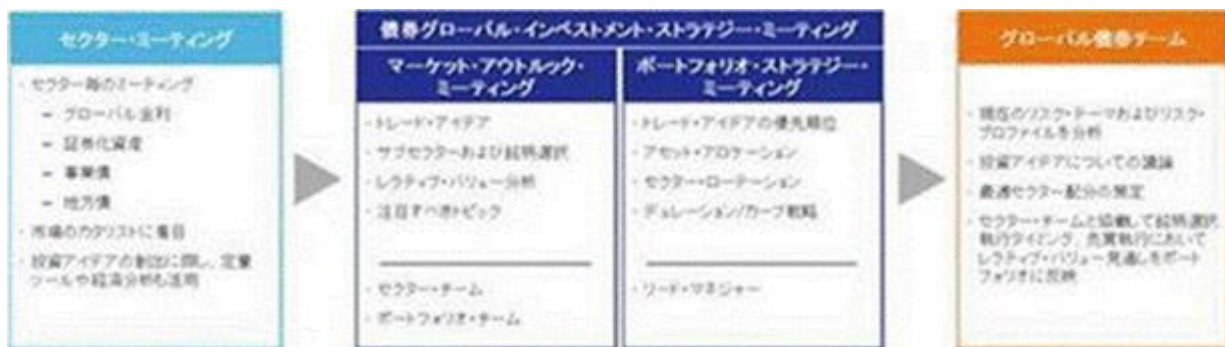 セクター・ミーティング
・セクター毎のミーティング
－ グローバル金利
－ 証券化資産
－ 事業債
－ 地方債
・市場のカタリストに着目
・投資アイデアの創出に際し、定量
ツールや経済分析も活用
債券グローバル・インベストメント・ストラテジー・ミーティング
マーケット・アウトルック・
ミーティング
・トレード・アイデア
・サブセクターおよび銘柄選択
・レラティブ・バリュー分析
・注目すべきトピック
・セクター・チーム
・ポートフォリオ・チーム
ポートフォリオ・ストラテジー・
ミーティング
・トレード・アイデアの優先順位
・アセット・アロケーション
・セクター・ローテーション
・デュレーション/カーブ戦略
・リード・マネジャー
グローバル債券チーム
・現在のリスク・テーマおよびリスク・
プロファイルを分析
・投資アイデアについての議論
・最適セクター配分の策定
・セクター・チームと協働して銘柄選択、
執行タイミング、売買執行において
レラティブ・バリュー見通しをポート
フォリオに反映